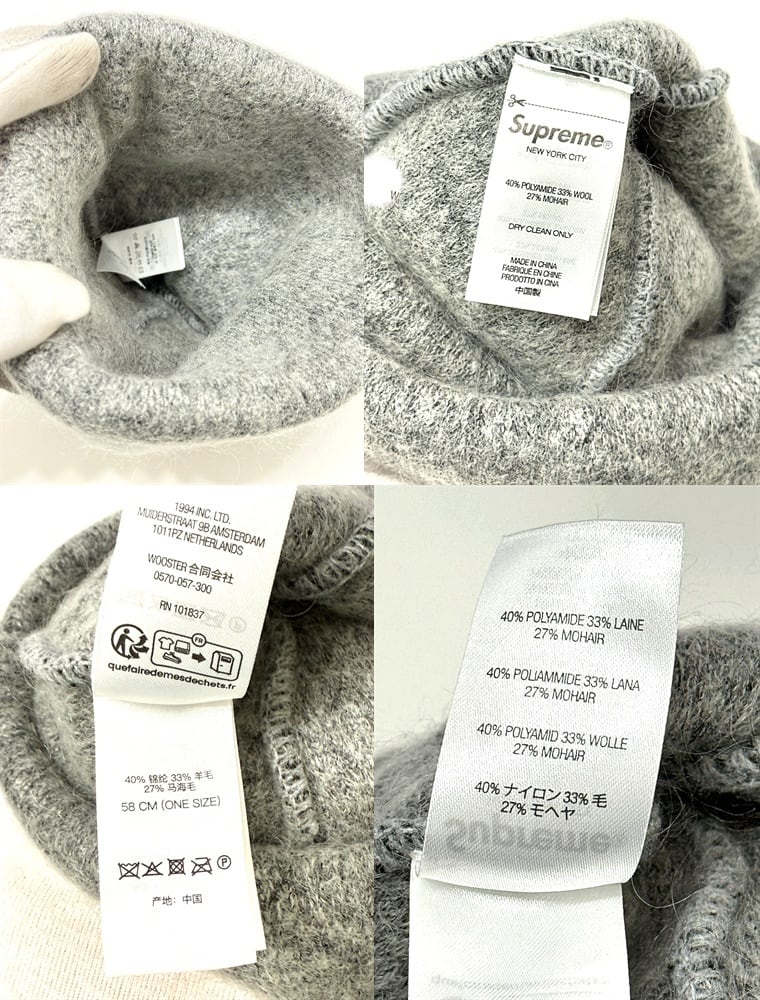 Supreme®
NEW YORK CITY
40% POLYAMIDE 33% WOOL
27% MOHAIR
DRY CLEAN ONLY
MADE IN CHINA
FABRIQUÉ EN CHINE
PRODOTTO IN CINA
中国製
1994 INC. LTD.
MUIDERSTRAAT 9B AMSTERDAM
1011PZ NETHERLANDS
WOOSTER 合同会社
0570-057-300
RN 101837
FR
quefairedemesdechets.fr
40% 锦纶 33% 羊毛
27% 马海毛
58 CM (ONE SIZE)
P
产地: 中国
40% POLYAMIDE 33% LAINE
27% MOHAIR
40% POLIAMMIDE 33% LANA
27% MOHAIR
40% POLYAMID 33% WOLLE
27% MOHAIR
40% ナイロン 33% 毛
27% モヘヤ
Supreme®